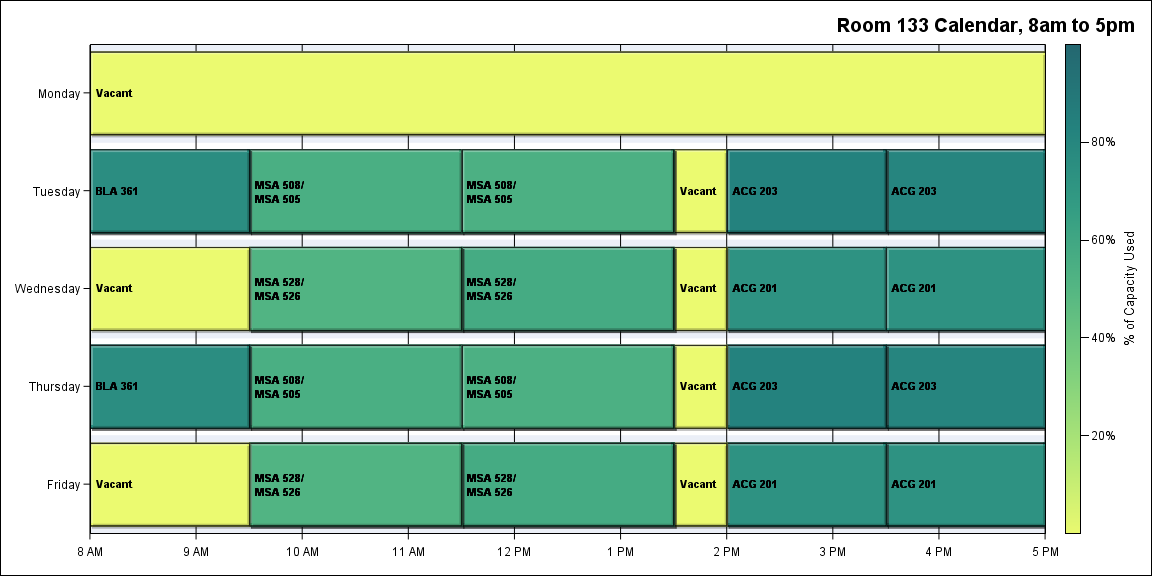 Room 133 Calendar, 8am to 5pm
Monday
Vacant
Tuesday
BLA 361
MSA 508/
MSA 505
MSA 508/
MSA 505
Vacant
ACG 203
ACG 203
Wednesday
Vacant
MSA 528/
MSA 526
MSA 528/
MSA 526
Vacant
ACG 201
ACG 201
Thursday
BLA 361
MSA 508/
MSA 505
MSA 508/
MSA 505
Vacant
ACG 203
ACG 203
Friday
Vacant
MSA 528/
MSA 526
MSA 528/
MSA 526
Vacant
ACG 201
ACG 201
8 AM
9 AM
10 AM
11 AM
12 PM
1 PM
2 PM
3 PM
4 PM
5 PM
80%
60%
40%
20%
% of Capacity Used